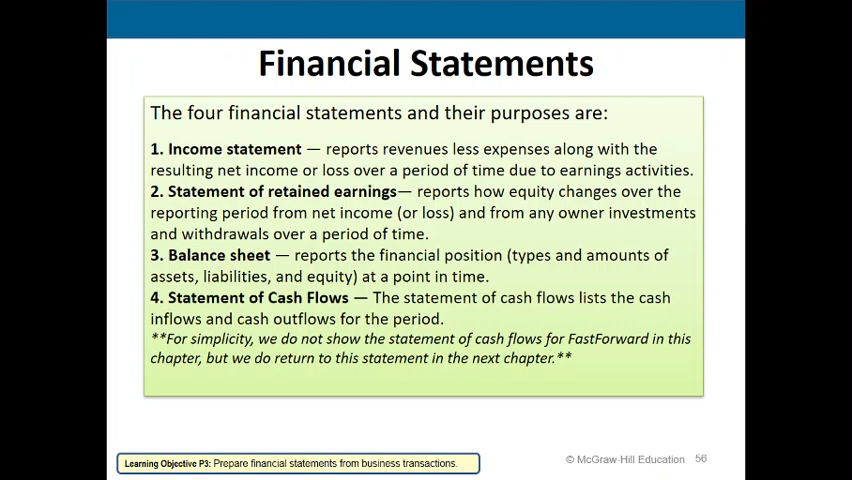 Financial Statements
The four financial statements and their purposes are:
1. Income statement — reports revenues less expenses along with the
resulting net income or loss over a period of time due to earnings activities.
2. Statement of retained earnings— reports how equity changes over the
reporting period from net income (or loss) and from any owner investments
and withdrawals over a period of time.
3. Balance sheet — reports the financial position (types and amounts of
assets, liabilities, and equity) at a point in time.
4. Statement of Cash Flows — The statement of cash flows lists the cash
inflows and cash outflows for the period.
**For simplicity, we do not show the statement of cash flows for FastForward in this
chapter, but we do return to this statement in the next chapter.**
Learning Objective P3: Prepare financial statements from business transactions.
© McGraw-Hill Education 56